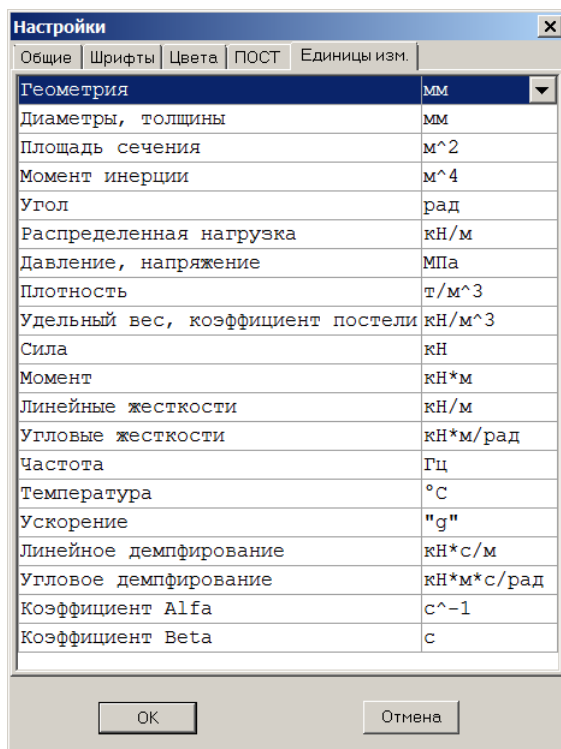 Настройки
Общие Шрифты Цвета ПОСТ Единицы изм.
Геометрия мм
Диаметры, толщины мм
Площадь сечения м^2
Момент инерции м^4
Угол рад
Распределенная нагрузка кН/м
Давление, напряжение МПа
Плотность т/м^3
Удельный вес, коэффициент постели кН/м^3
Сила кН
Момент кН*м
Линейные жесткости кН/м
Угловые жесткости кН*м/рад
Частота Гц
Температура °C
Ускорение "g"
Линейное демпфирование кН*с/м
Угловое демпфирование кН*м*с/рад
Коэффициент Alfa с^-1
Коэффициент Beta с
OK Отмена